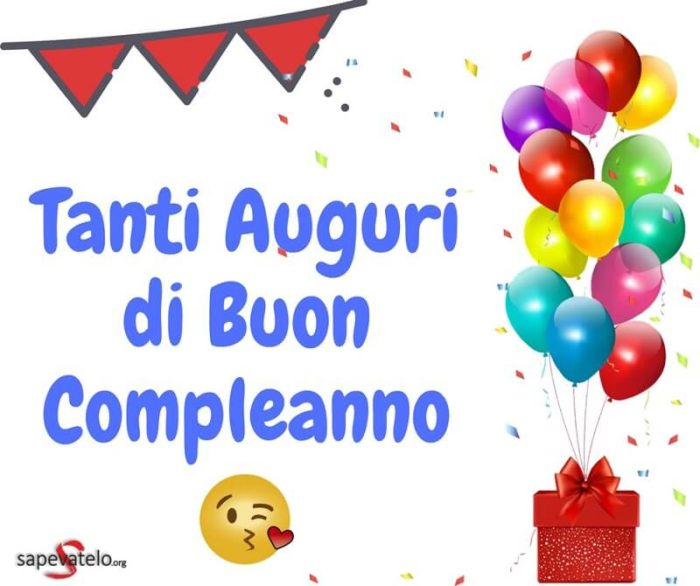 Tanti Auguri
di Buon
Compleanno
sapevatelo.org